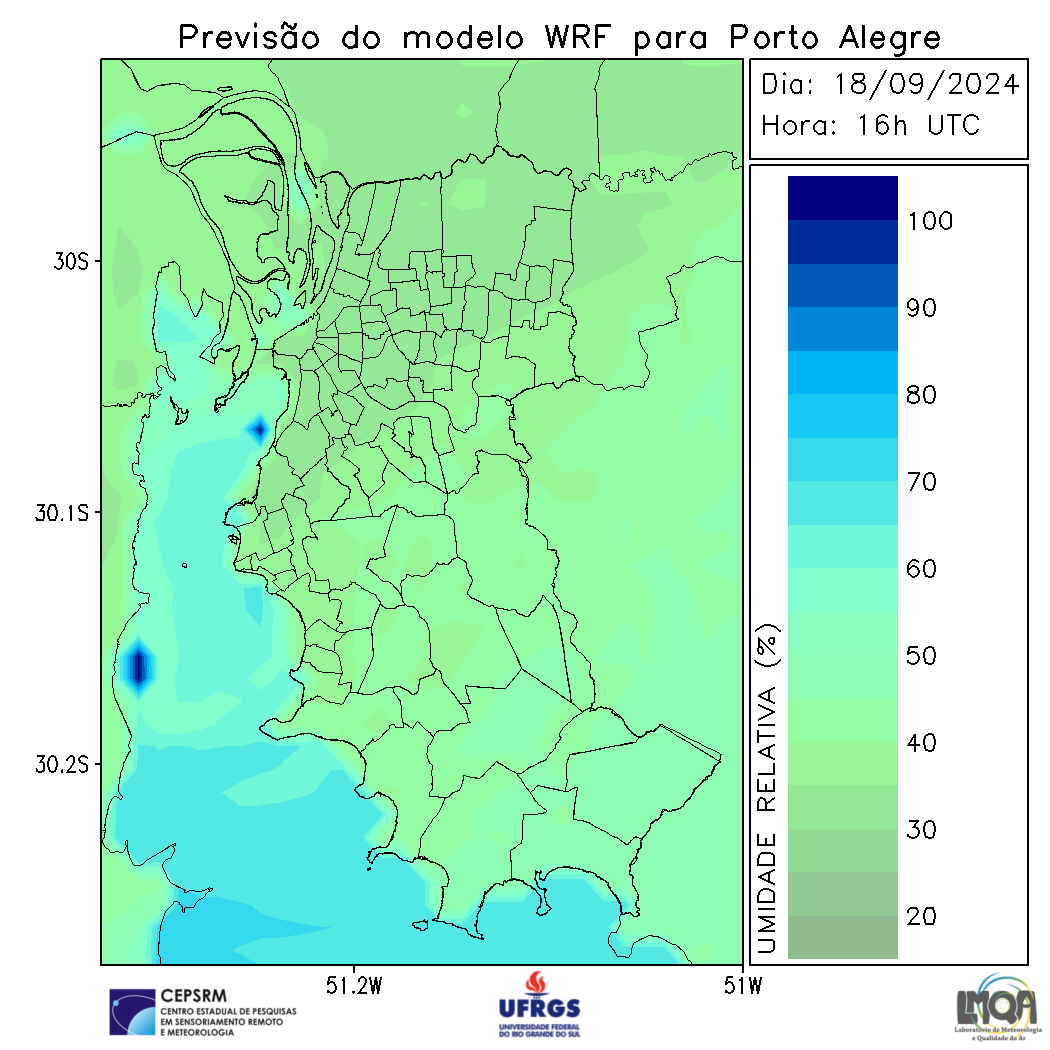 Previsão do modelo WRF para Porto Alegre
Dia: 18/09/2024
Hora: 16h UTC
30S
30.1S
30.2S
51.2W
51W
100
90
80
70
60
50
40
30
20
UMIDADE RELATIVA (%)
CEPSRM
CENTRO ESTADUAL DE PESQUISAS
EM SENSORIAMENTO REMOTO
E METEOROLOGIA
UFRGS
UNIVERSIDADE FEDERAL
DO RIO GRANDE DO SUL
LMQA
Laboratório de Meteorologia
e Qualidade do Ar